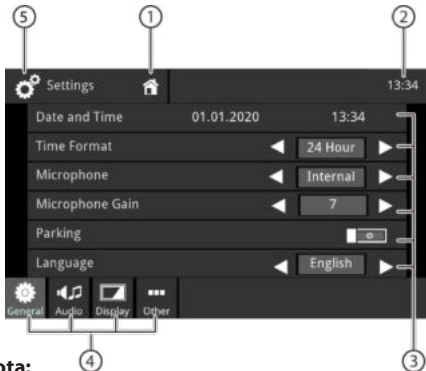 5 1 2
Settings 13:34
Date and Time 01.01.2020 13:34
Time Format 24 Hour
Microphone Internal
Microphone Gain 7
Parking
Language English
General Audio Display Other
ota: 4 3